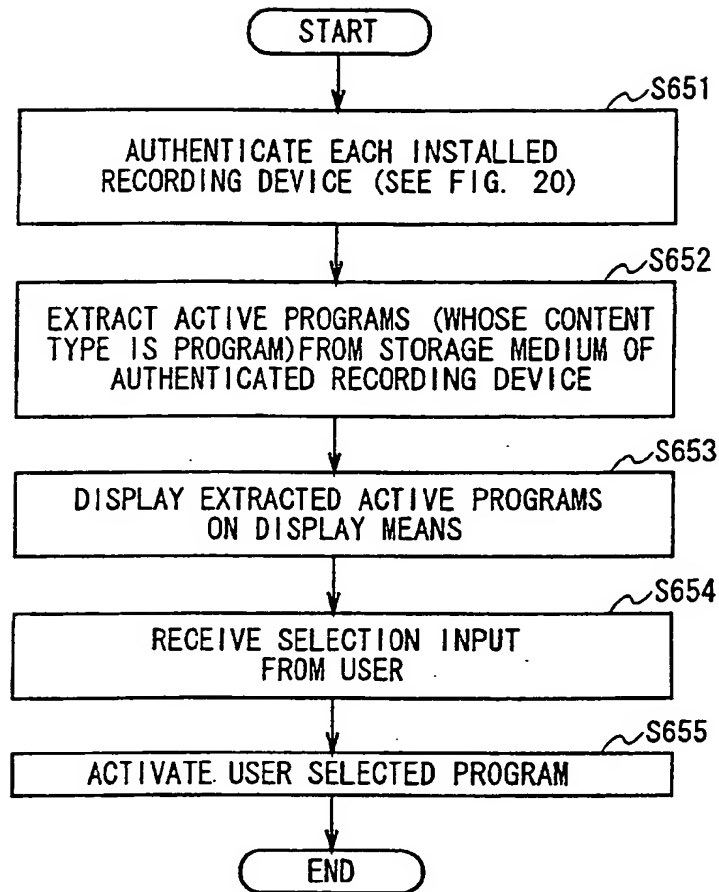 START
S651
AUTHENTICATE EACH INSTALLED
RECORDING DEVICE (SEE FIG. 20)
S652
EXTRACT ACTIVE PROGRAMS (WHOSE CONTENT
TYPE IS PROGRAM)FROM STORAGE MEDIUM OF
AUTHENTICATED RECORDING DEVICE
S653
DISPLAY EXTRACTED ACTIVE PROGRAMS
ON DISPLAY MEANS
S654
RECEIVE SELECTION INPUT
FROM USER
S655
ACTIVATE USER SELECTED PROGRAM
END